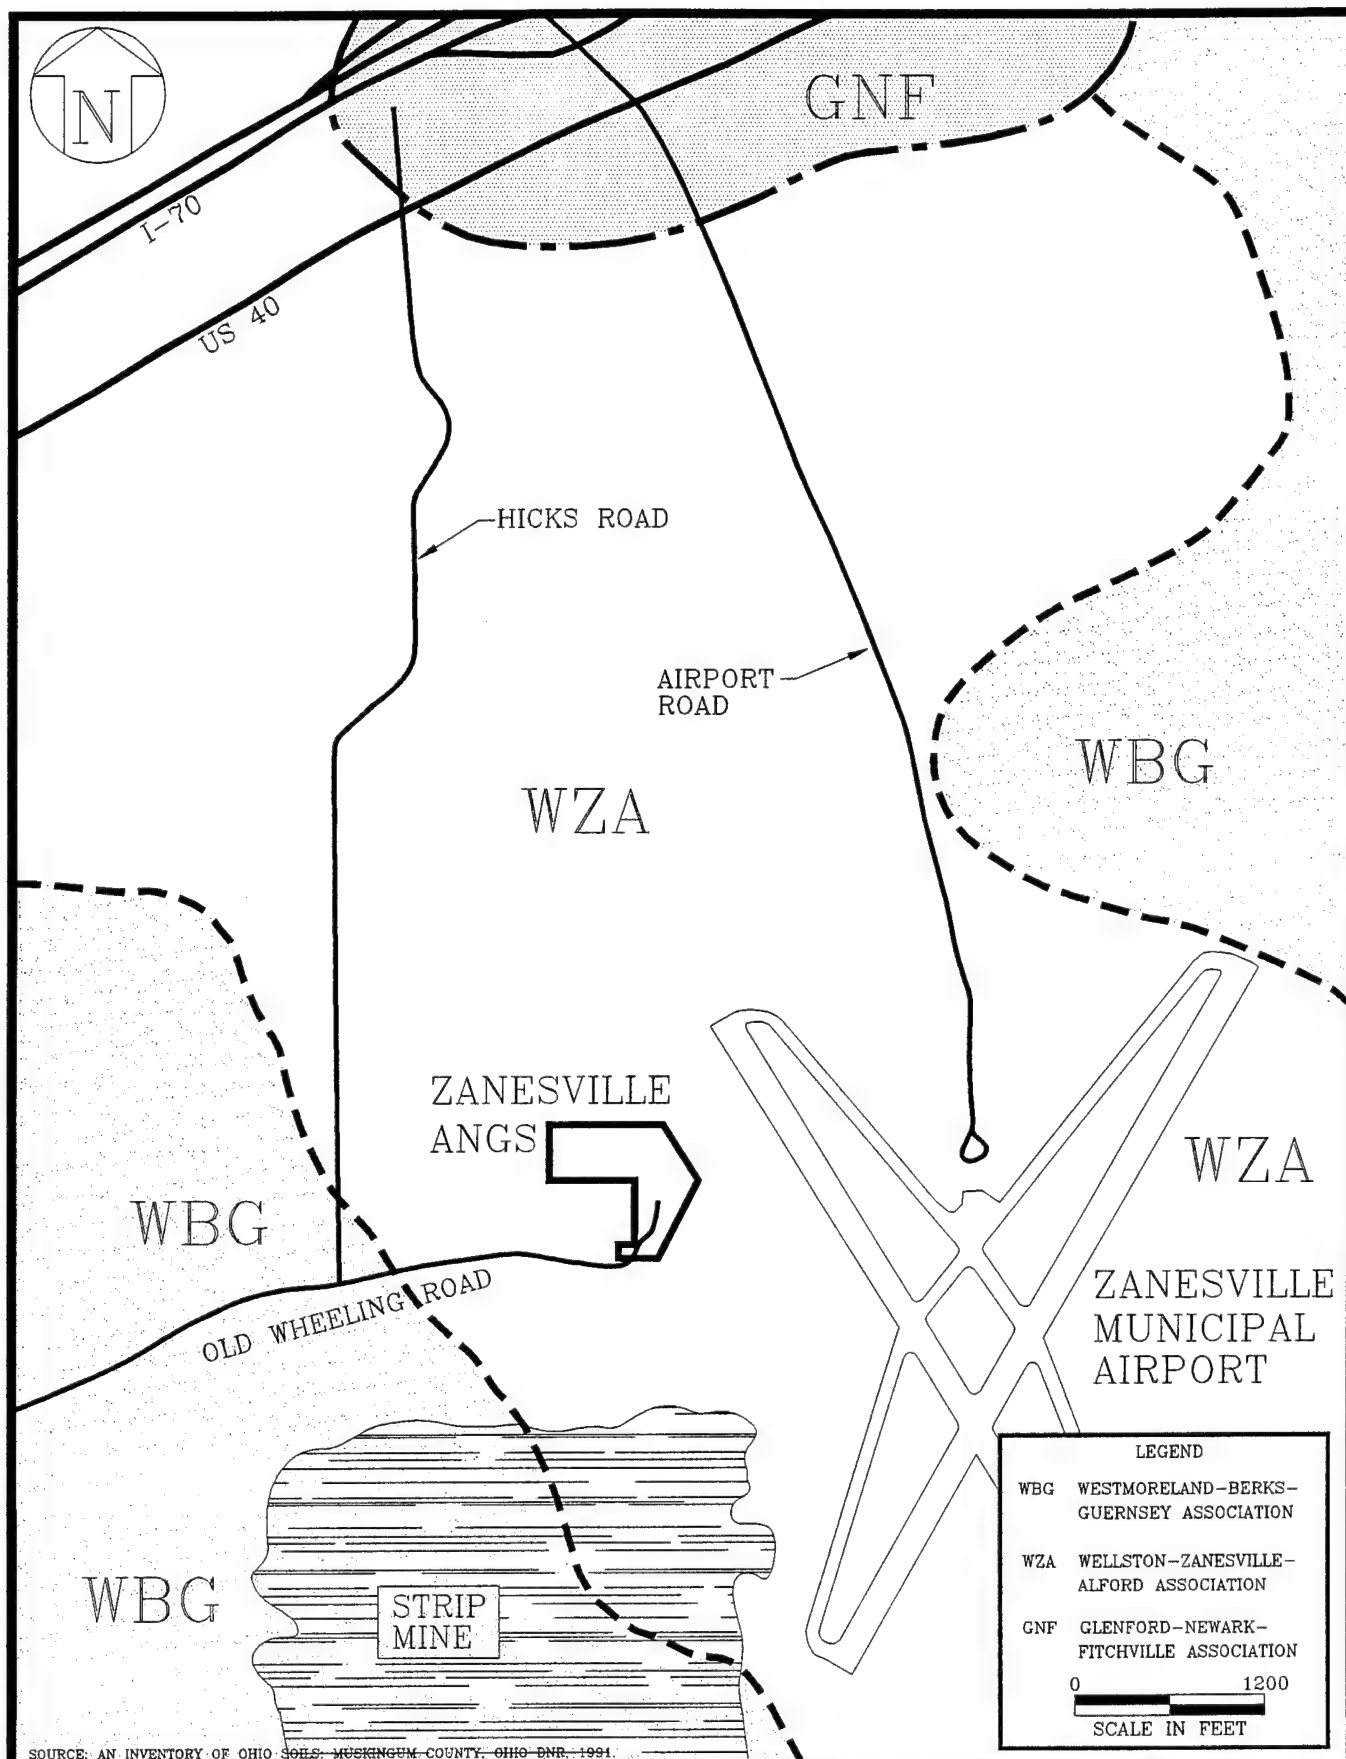 N
GNF
I-70
US 40
HICKS ROAD
AIRPORT
ROAD
WBG
WZA
ZANESVILLE
ANGS
WZA
WBG
ZANESVILLE
MUNICIPAL
AIRPORT
OLD WHEELING ROAD
WBG
STRIP
MINE
LEGEND
WBG WESTMORELAND-BERKS-
GUERNSEY ASSOCIATION
WZA WELLSTON-ZANESVILLE-
ALFORD ASSOCIATION
GNF GLENFORD-NEWARK-
FITCHVILLE ASSOCIATION
0 1200
SCALE IN FEET
SOURCE: AN INVENTORY OF OHIO SOILS; MUSKINGUM COUNTY, OHIO DNR, 1991.